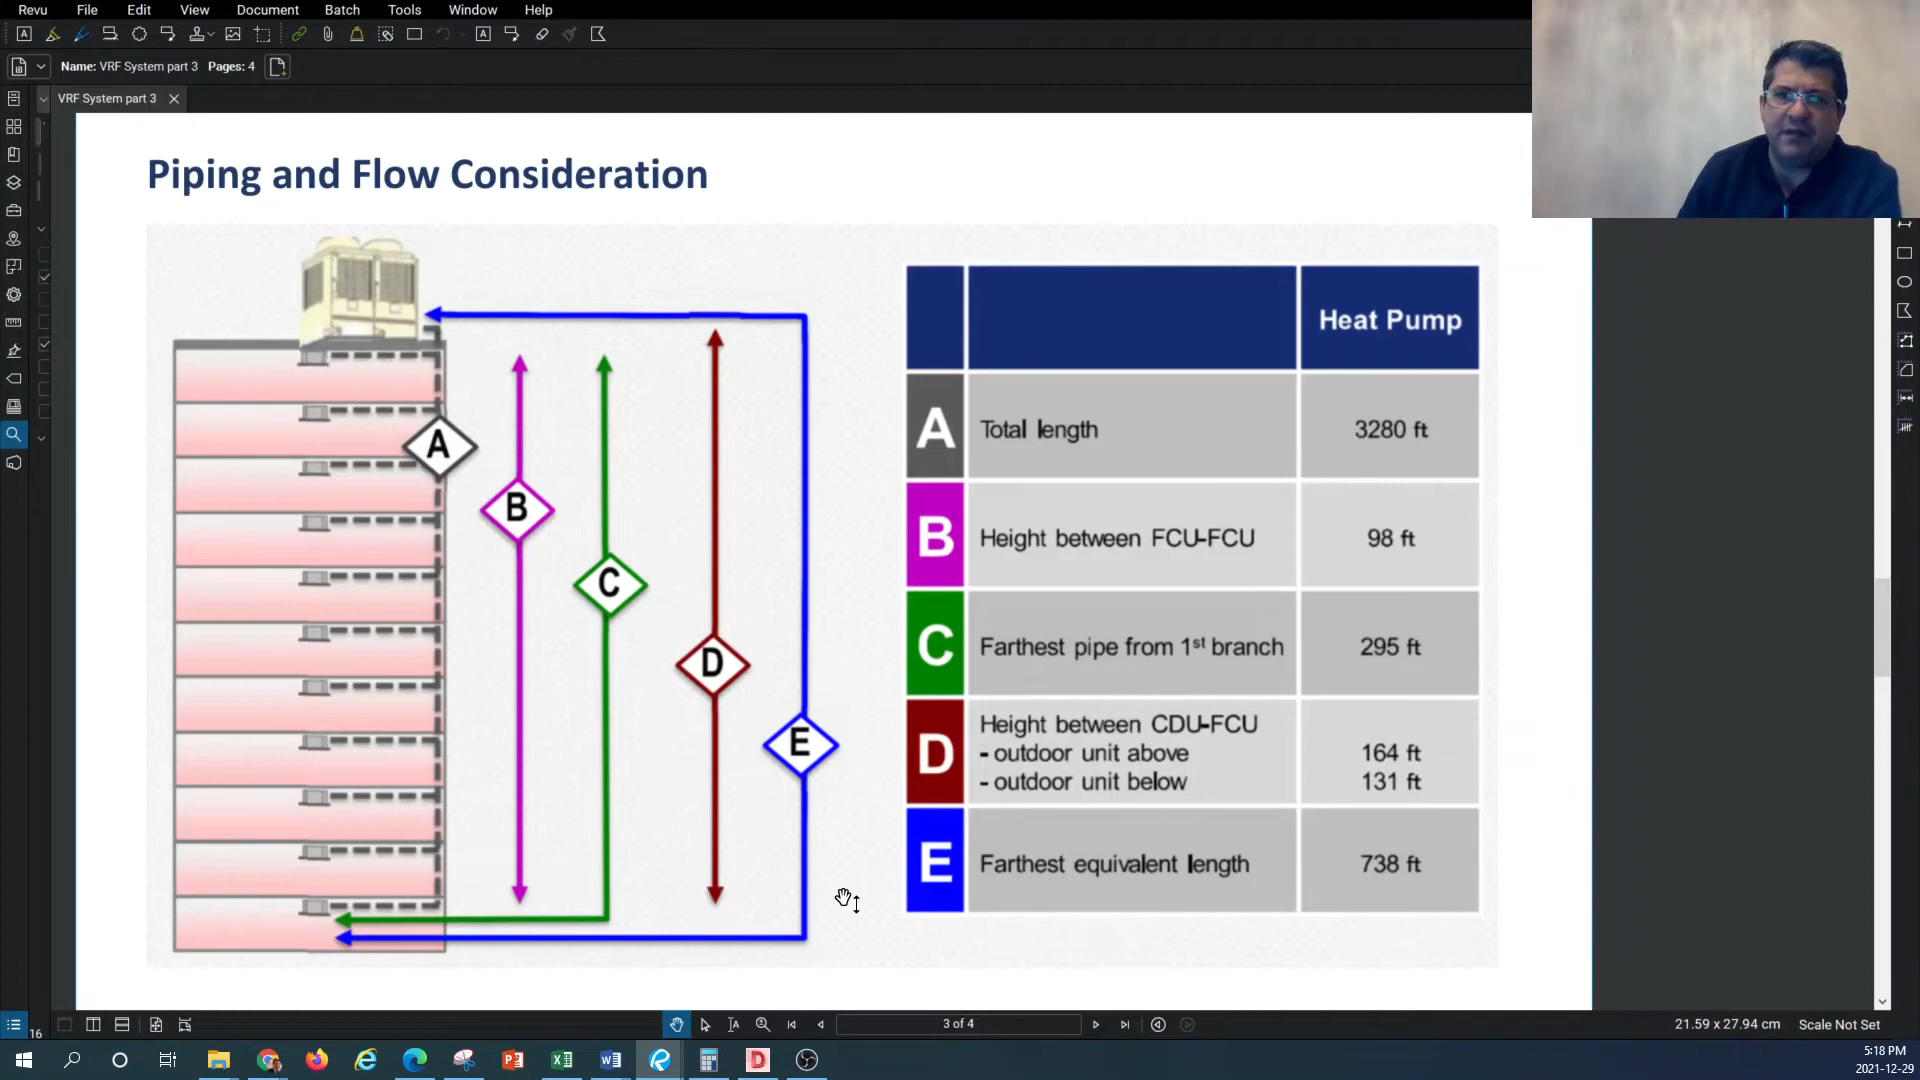 Revu File Edit View Document Batch Tools Window Help
Name: VRF System part 3 Pages: 4
VRF System part 3
Piping and Flow Consideration
Heat Pump
A Total length 3280 ft
B Height between FCU-FCU 98 ft
C Farthest pipe from 1st branch 295 ft
D Height between CDU-FCU
- outdoor unit above 164 ft
- outdoor unit below 131 ft
E Farthest equivalent length 738 ft
A
B
C
D
E
16
3 of 4
21.59 x 27.94 cm Scale Not Set
5:18 PM
2021-12-29